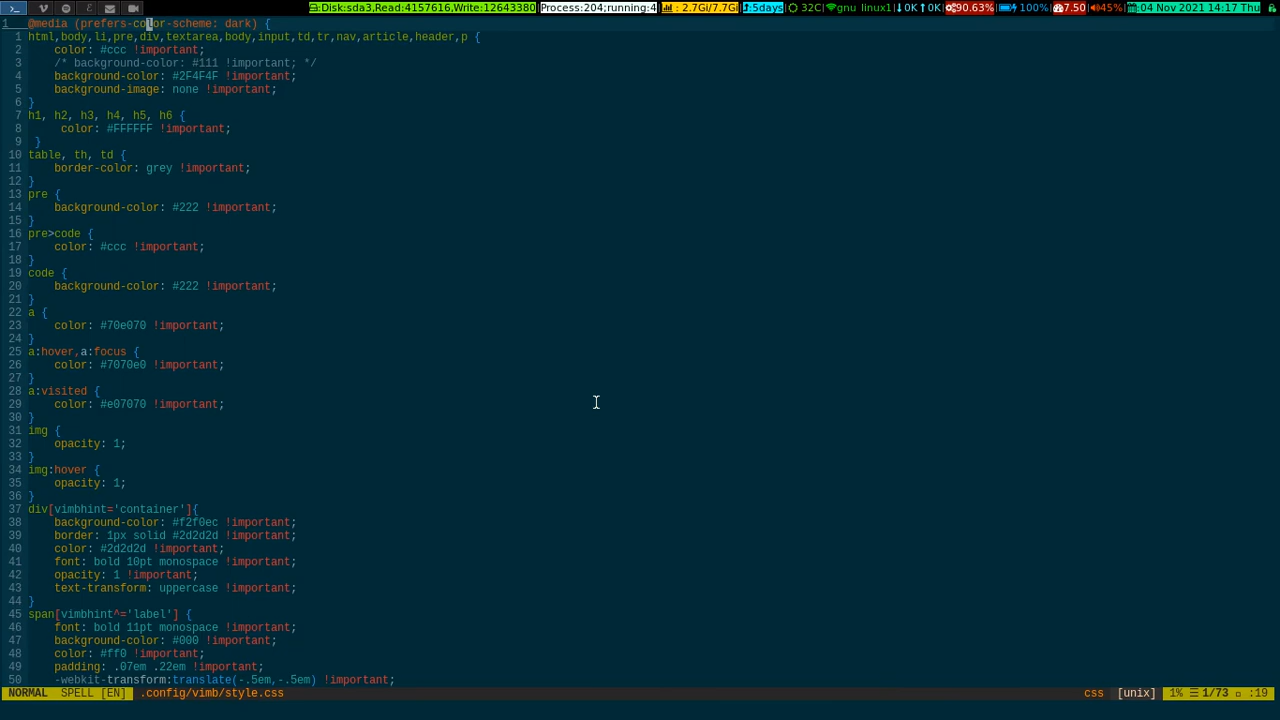 Disk:sda3,Read:4157616,Write:12643380 Process:204;running:4 : 2.7Gi/7.7Gi :5days 32C gnu linux1 0K 0K 90.63% 100% 7.50 45% :04 Nov 2021 14:17 Thu
1 @media (prefers-color-scheme: dark) {
1 html,body,li,pre,div,textarea,body,input,td,tr,nav,article,header,p {
2 color: #ccc !important;
3 /* background-color: #111 !important; */
4 background-color: #2F4F4F !important;
5 background-image: none !important;
6 }
7 h1, h2, h3, h4, h5, h6 {
8 color: #FFFFFF !important;
9 }
10 table, th, td {
11 border-color: grey !important;
12 }
13 pre {
14 background-color: #222 !important;
15 }
16 pre>code {
17 color: #ccc !important;
18 }
19 code {
20 background-color: #222 !important;
21 }
22 a {
23 color: #70e070 !important;
24 }
25 a:hover,a:focus {
26 color: #7070e0 !important;
27 }
28 a:visited {
29 color: #e07070 !important;
30 }
31 img {
32 opacity: 1;
33 }
34 img:hover {
35 opacity: 1;
36 }
37 div[vimbhint='container']{
38 background-color: #f2f0ec !important;
39 border: 1px solid #2d2d2d !important;
40 color: #2d2d2d !important;
41 font: bold 10pt monospace !important;
42 opacity: 1 !important;
43 text-transform: uppercase !important;
44 }
45 span[vimbhint^='label'] {
46 font: bold 11pt monospace !important;
47 background-color: #000 !important;
48 color: #ff0 !important;
49 padding: .07em .22em !important;
50 -webkit-transform:translate(-.5em,-.5em) !important;
NORMAL SPELL [EN] .config/vimb/style.css css [unix] 1% ☰ 1/73 :19